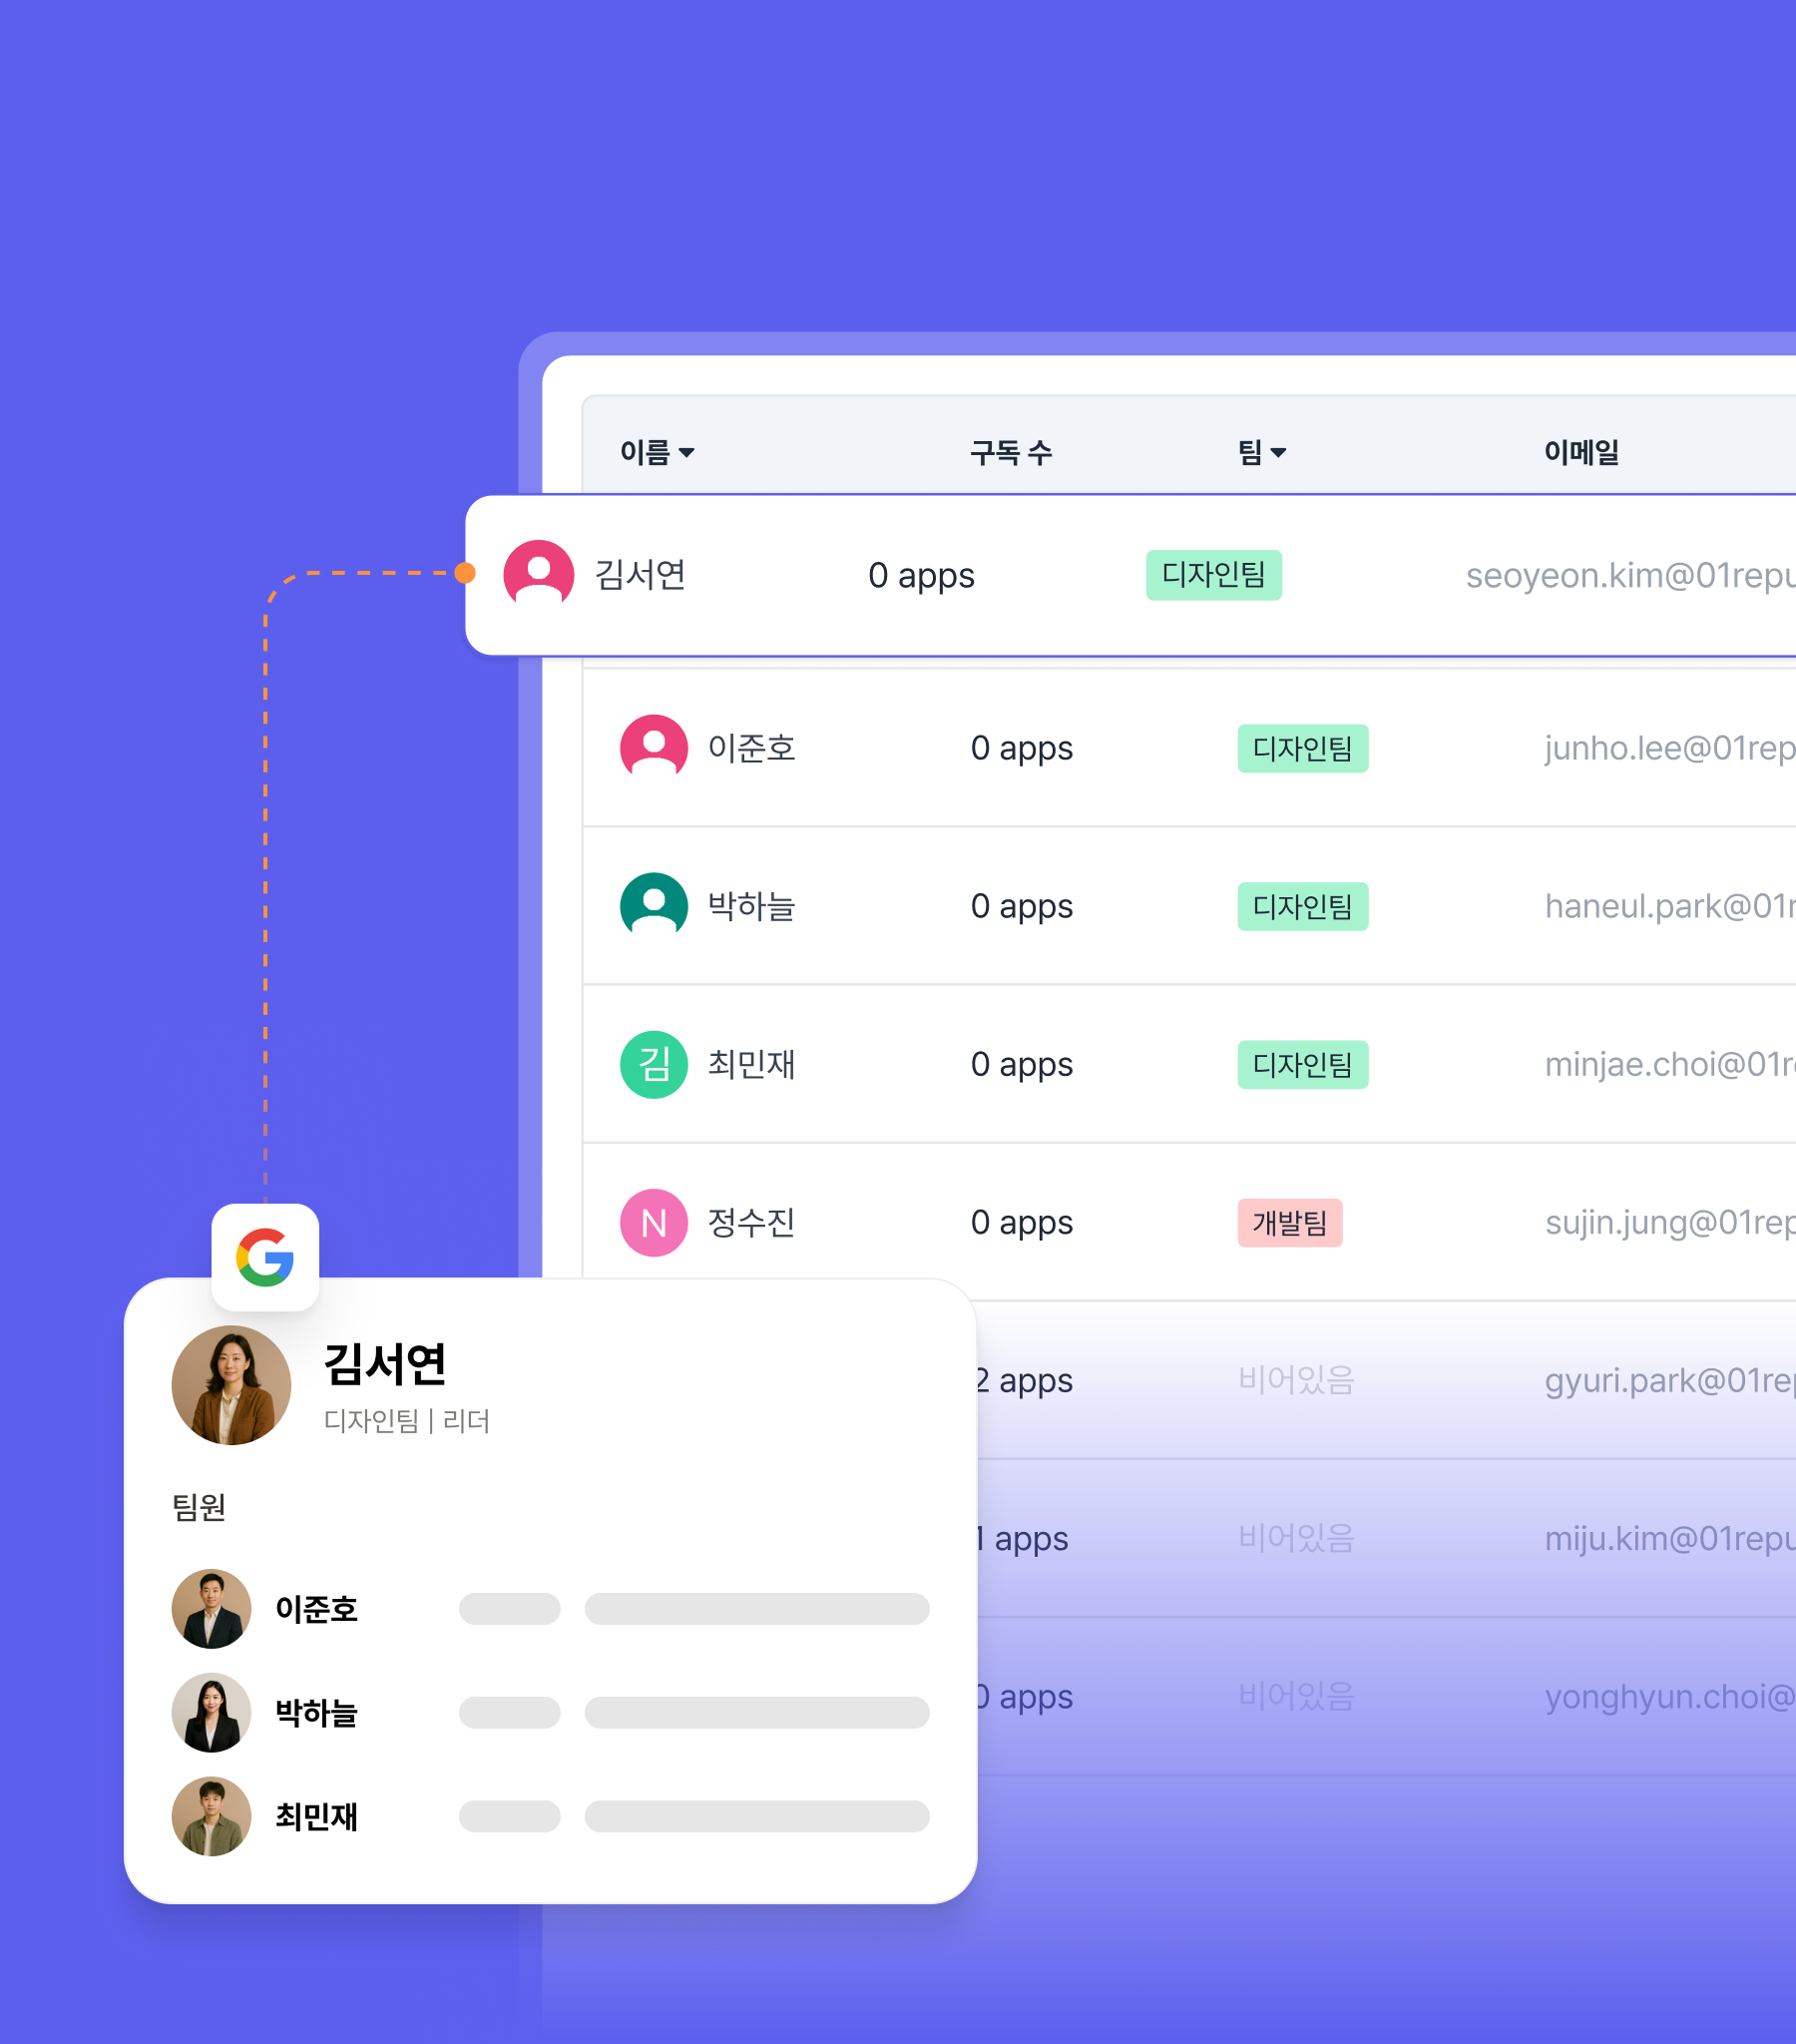 이름 구독 수 팀 이메일
김서연 0 apps 디자인팀 seoyeon.kim@01repu
이준호 0 apps 디자인팀 junho.lee@01rep
박하늘 0 apps 디자인팀 haneul.park@01r
김 최민재 0 apps 디자인팀 minjae.choi@01r
N 정수진 0 apps 개발팀 sujin.jung@01rep
2 apps 비어있음 gyuri.park@01rep
1 apps 비어있음 miju.kim@01repu
0 apps 비어있음 yonghyun.choi@
G
김서연
디자인팀 | 리더
팀원
이준호
박하늘
최민재